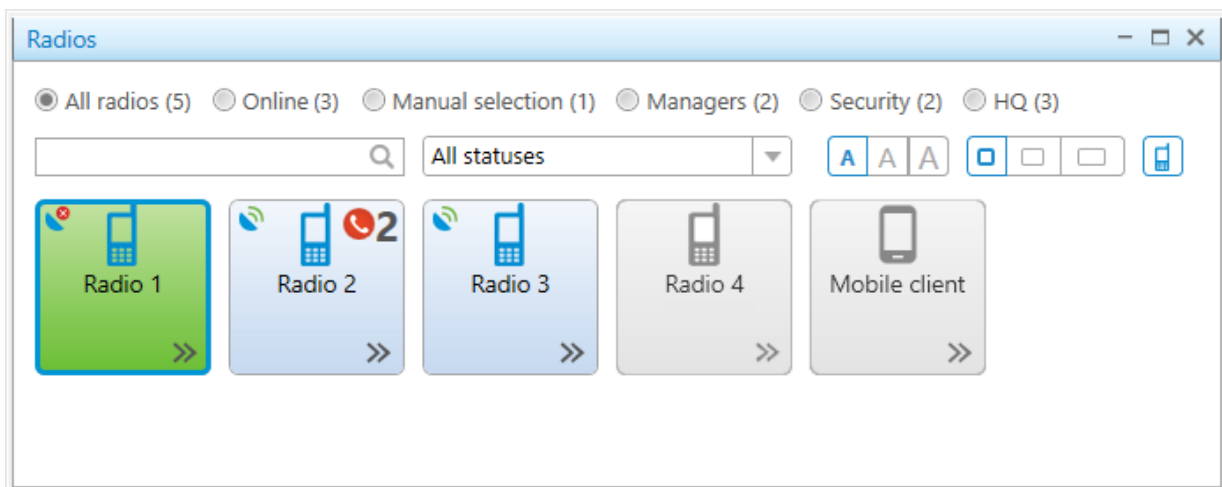 Radios
All radios (5) Online (3) Manual selection (1) Managers (2) Security (2) HQ (3)
All statuses A A A
2
Radio 1 Radio 2 Radio 3 Radio 4 Mobile client